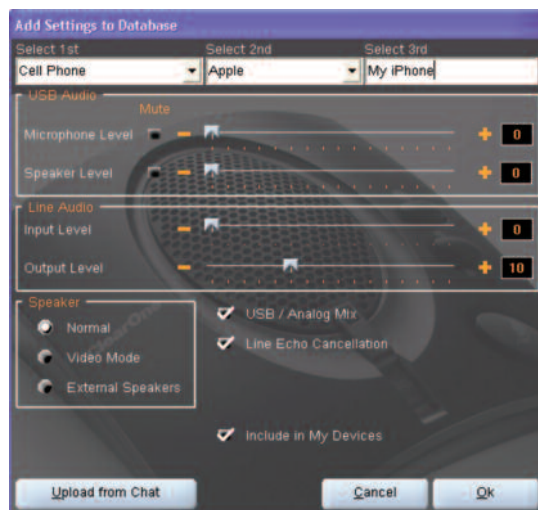 Add Settings to Database
Select 1st Select 2nd Select 3rd
Cell Phone Apple My iPhone
USB Audio
Mute
Microphone Level 0
Speaker Level 0
Line Audio
Input Level 0
Output Level 10
Speaker
Normal
Video Mode
External Speakers
USB / Analog Mix
Line Echo Cancellation
Include in My Devices
ClearOne
Upload from Chat Cancel Ok